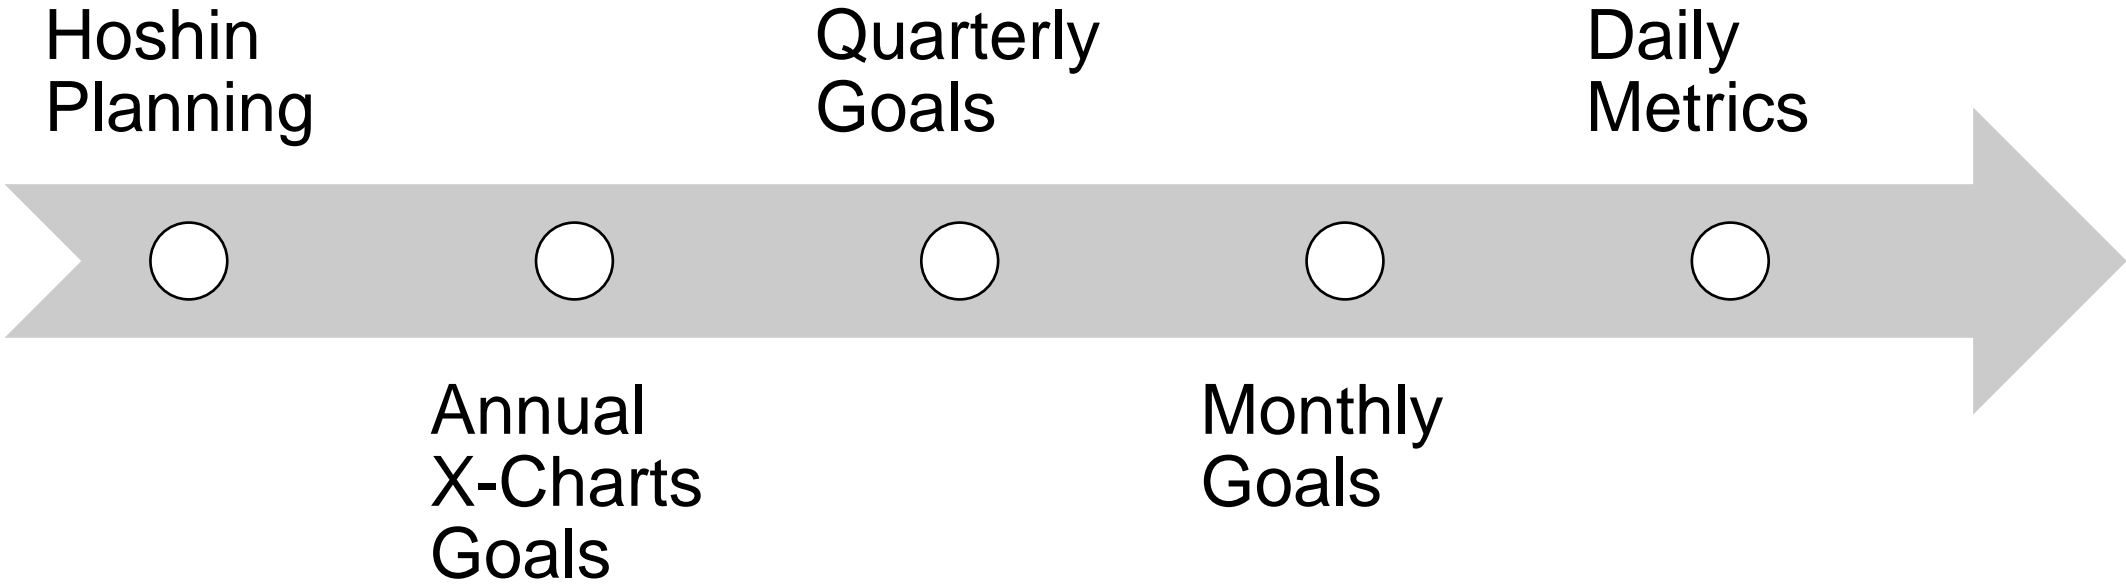 Hoshin
Planning
Annual
X-Charts
Goals
Quarterly
Goals
Monthly
Goals
Daily
Metrics